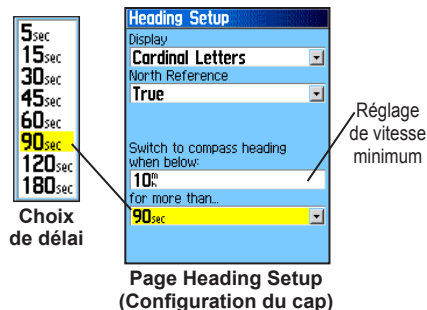 5sec
15sec
30sec
45sec
60sec
90sec
120sec
180sec
Choix
de délai
Heading Setup
Display
Cardinal Letters
North Reference
True
Switch to compass heading
when below:
10mh
for more than...
90sec
Réglage
de vitesse
minimum
Page Heading Setup
(Configuration du cap)